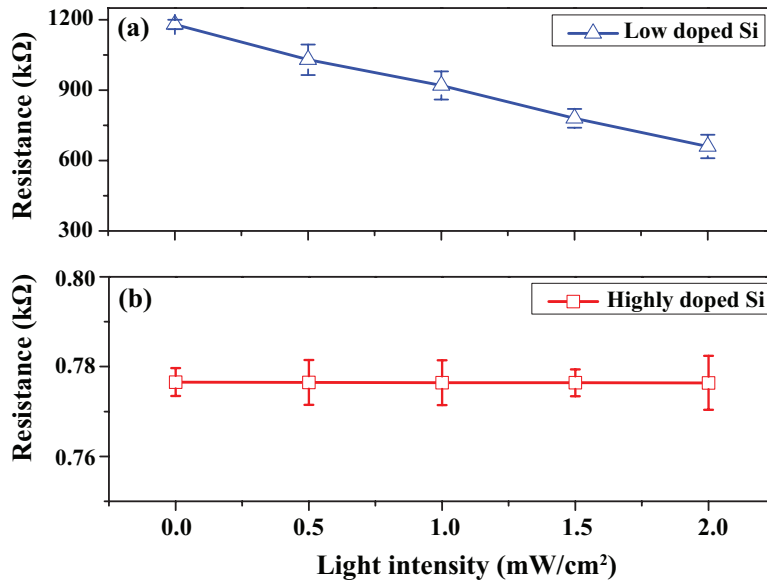 (a)
Low doped Si
Resistance (kΩ)
1200
900
600
300
(b)
Highly doped Si
Resistance (kΩ)
0.80
0.78
0.76
0.0 0.5 1.0 1.5 2.0
Light intensity (mW/cm²)